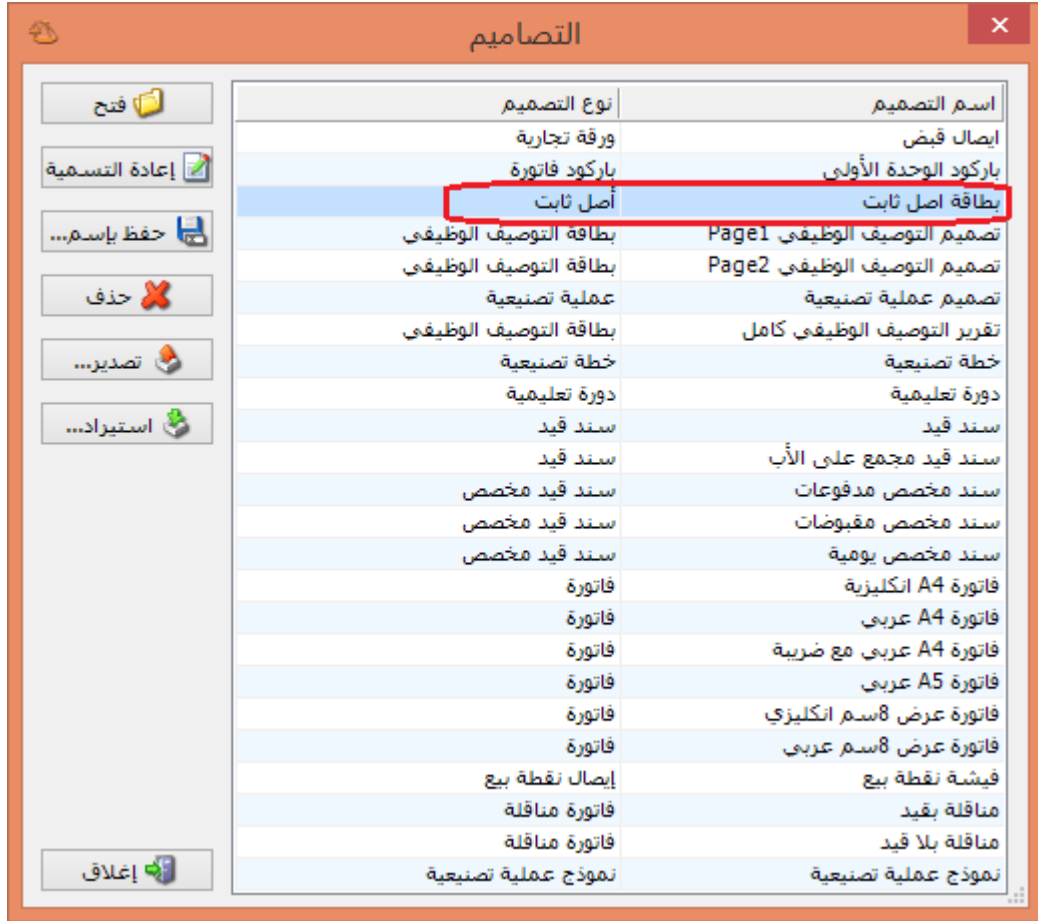 التصاميم
اسم التصميم نوع التصميم
ايصال قبض ورقة تجارية
باركود الوحدة الأولى باركود فاتورة
بطاقة اصل ثابت أصل ثابت
تصميم التوصيف الوظيفي Page1 بطاقة التوصيف الوظيفي
تصميم التوصيف الوظيفي Page2 بطاقة التوصيف الوظيفي
تصميم عملية تصنيعية عملية تصنيعية
تقرير التوصيف الوظيفي كامل بطاقة التوصيف الوظيفي
خطة تصنيعية خطة تصنيعية
دورة تعليمية دورة تعليمية
سند قيد سند قيد
سند قيد مجمع على الأب سند قيد
سند مخصص مدفوعات سند قيد مخصص
سند مخصص مقبوضات سند قيد مخصص
سند مخصص يومية سند قيد مخصص
فاتورة A4 انكليزية فاتورة
فاتورة A4 عربي فاتورة
فاتورة A4 عربي مع ضريبة فاتورة
فاتورة A5 عربي فاتورة
فاتورة عرض 8سم انكليزي فاتورة
فاتورة عرض 8سم عربي فاتورة
فيشة نقطة بيع إيصال نقطة بيع
مناقلة بقيد فاتورة مناقلة
مناقلة بلا قيد فاتورة مناقلة
نموذج عملية تصنيعية نموذج عملية تصنيعية
فتح
إعادة التسمية
حفظ بإسم...
حذف
تصدير...
استيراد...
إغلاق